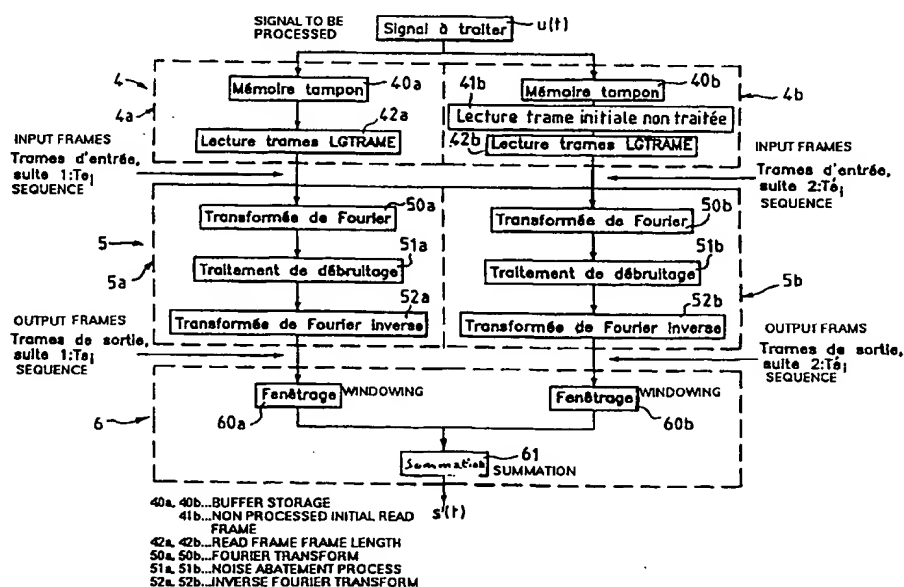 SIGNAL TO BE
PROCESSED
Signal à traiter
u(t)
4
4a
Mémoire tampon
40a
41b
Mémoire tampon
40b
4b
42a
Lecture trame initiale non traitée
Lecture trames LGTRAME
42b
Lecture trames LGTRAME
INPUT FRAMES
Trames d'entrée,
suite 1:Tei
SEQUENCE
INPUT FRAMES
Trames d'entrée,
suite 2:Té i
SEQUENCE
50a
Transformée de Fourier
50b
Transformée de Fourier
5
5a
51a
Traitement de débruitage
51b
Traitement de débruitage
5b
52a
Transformée de Fourier inverse
52b
Transformée de Fourier inverse
OUTPUT FRAMES
Trames de sortie,
suite 1:Tsi
SEQUENCE
OUTPUT FRAMS
Trames de sortie,
suite 2:Té i
SEQUENCE
6
Fenêtrage
WINDOWING
60a
Fenêtrage
WINDOWING
60b
61
Summation
SUMMATION
s'(t)
40a, 40b...BUFFER STORAGE
41b...NON PROCESSED INITIAL READ
FRAME
42a, 42b...READ FRAME FRAME LENGTH
50a, 50b...FOURIER TRANSFORM
51a, 51b...NOISE ABATEMENT PROCESS
52a, 52b...INVERSE FOURIER TRANSFORM